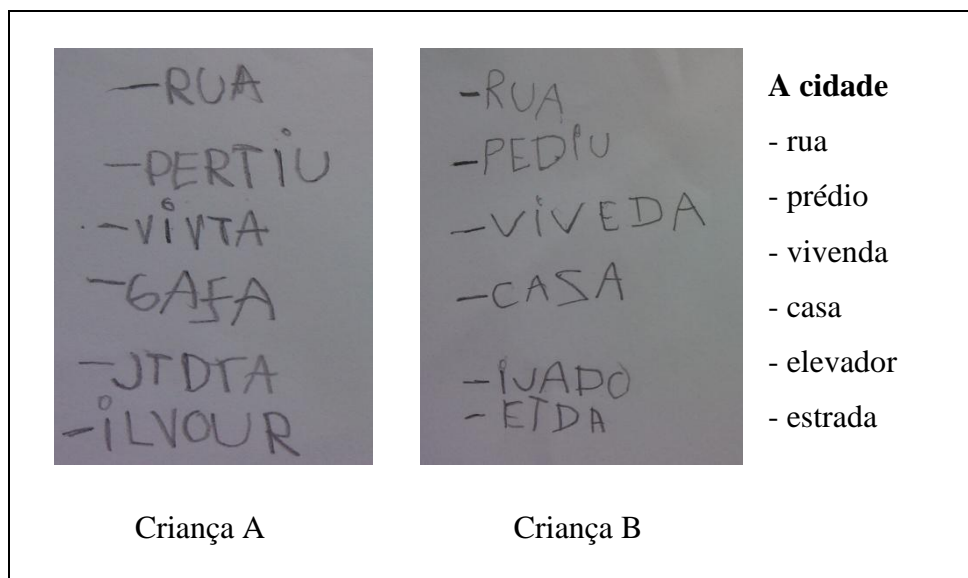 -RUA
-PERTiU
-ViVTA
-GAFA
-JTDTA
-iLVOUR
Criança A
-RUA
-PEDiU
-ViVEDA
-CASA
-iVADO
-ETDA
Criança B
A cidade
- rua
- prédio
- vivenda
- casa
- elevador
- estrada